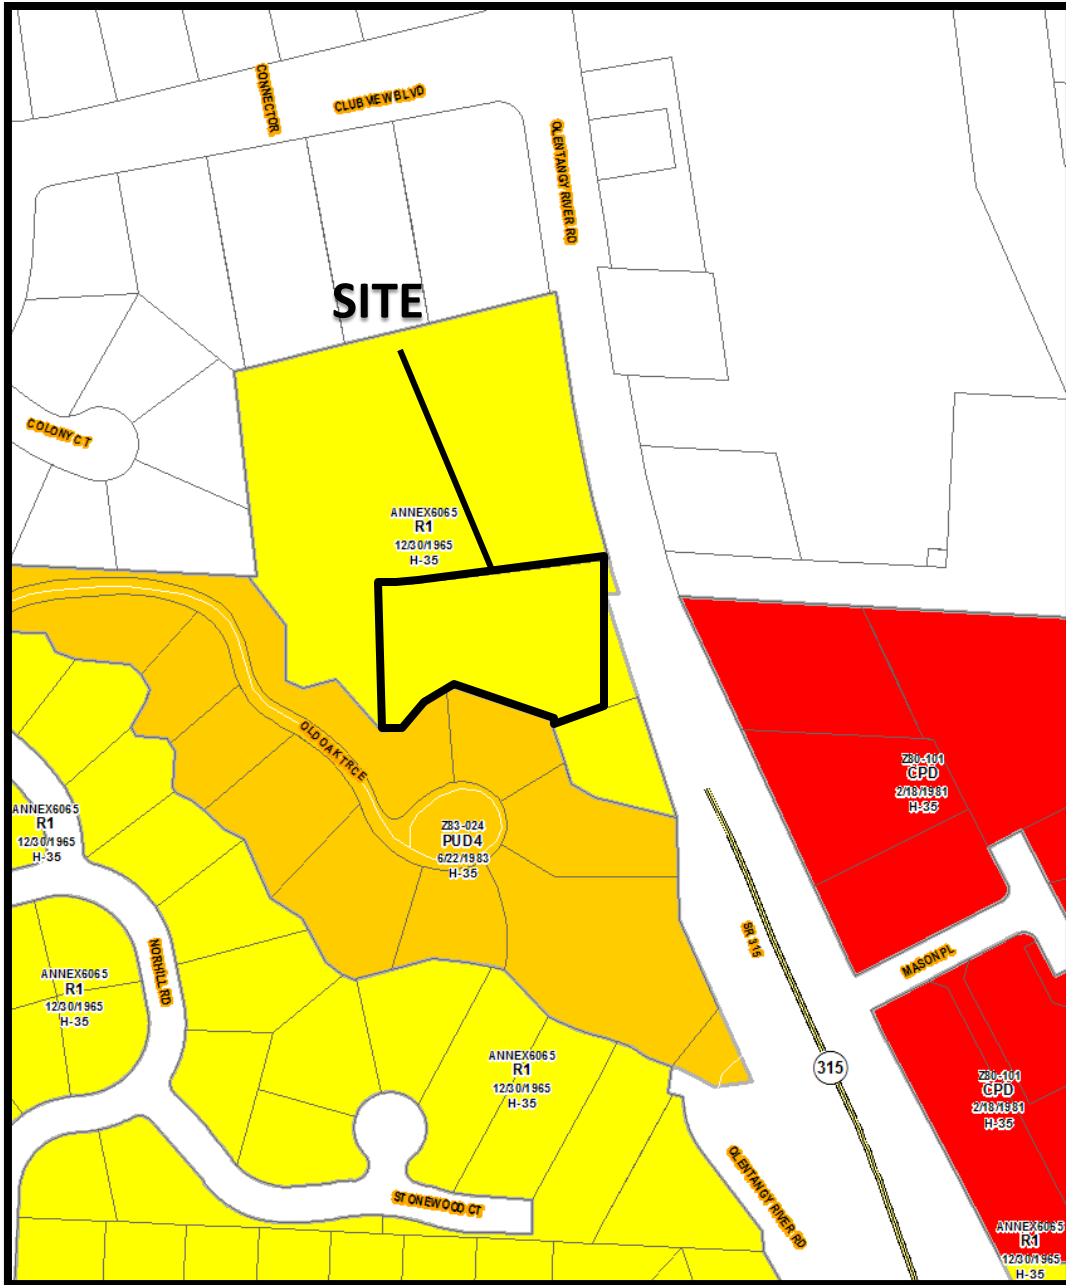 CONNECTOR
CLUB VIEW BLVD
OLENTANGY RIVER RD
SITE
COLONY CT
ANNEX6065
R1
12/30/1965
H-35
OLD OAK TRCE
Z80-101
CPD
2/18/1981
H-35
ANNEX6065
R1
12/30/1965
H-35
Z83-024
PUD4
6/22/1983
H-35
SR 315
MASON PL
NORHILL RD
ANNEX6065
R1
12/30/1965
H-35
ANNEX6065
R1
12/30/1965
H-35
315
Z80-101
CPD
2/18/1981
H-35
OLENTANGY RIVER RD
STONEWOOD CT
ANNEX6065
R1
12/30/1965
H-35